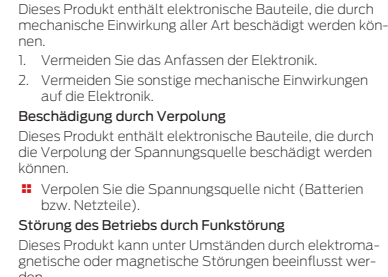 Dieses Produkt enthält elektronische Bauteile, die durch
mechanische Einwirkung aller Art beschädigt werden kön-
nen.
1. Vermeiden Sie das Anfassen der Elektronik.
2. Vermeiden Sie sonstige mechanische Einwirkungen
auf die Elektronik.
Beschädigung durch Verpolung
Dieses Produkt enthält elektronische Bauteile, die durch
die Verpolung der Spannungsquelle beschädigt werden
können.
Verpolen Sie die Spannungsquelle nicht (Batterien
bzw. Netzteile).
Störung des Betriebs durch Funkstörung
Dieses Produkt kann unter Umständen durch elektroma-
gnetische oder magnetische Störungen beeinflusst wer-
den.